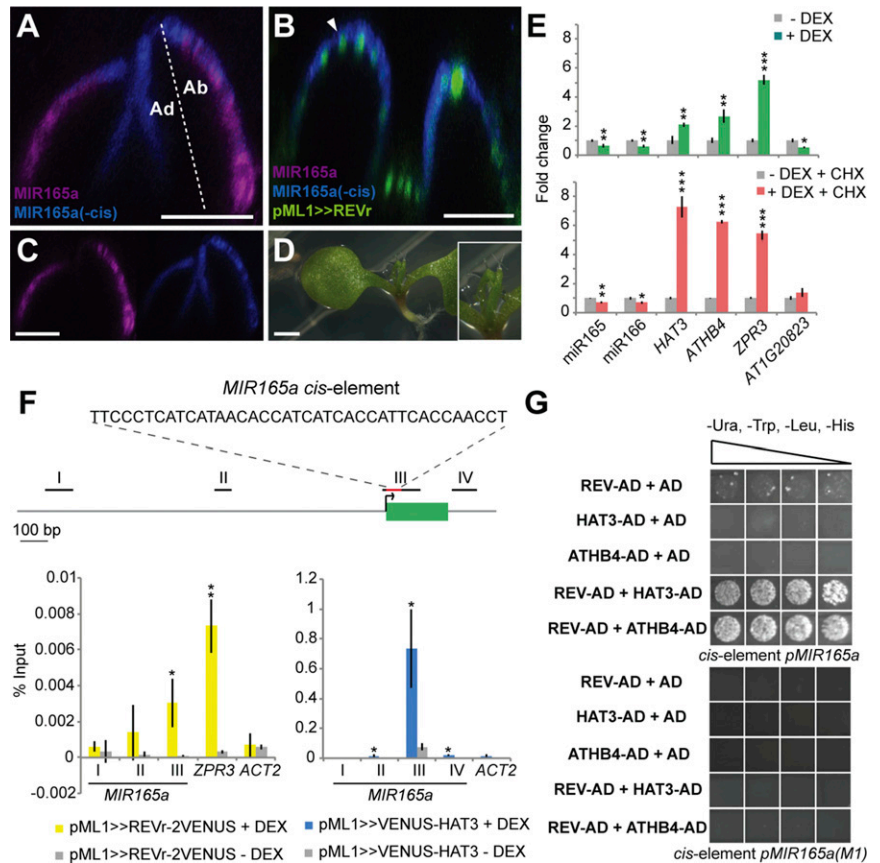 A
Ab
Ad
MIR165a
MIR165a(-cis)
B
MIR165a
MIR165a(-cis)
pML1>>REVr
C
D
E
- DEX
+ DEX
Fold change
8
6
4
2
0
**
**
**
**
***
*
- DEX + CHX
+ DEX + CHX
8
6
4
2
0
**
*
***
***
***
miR165
miR166
HAT3
ATHB4
ZPR3
AT1G20823
F
MIR165a cis-element
TTCCCTCATCATAACACCATCATCACCATTCACCAACCT
I
II
III
IV
100 bp
% Input
0.01
0.008
0.006
0.004
0.002
0
-0.002
*
**
I II III ZPR3 ACT2
MIR165a
1.2
1
0.8
0.6
0.4
0.2
0
*
*
*
I II III IV ACT2
MIR165a
pML1>>REVr-2VENUS + DEX
pML1>>REVr-2VENUS - DEX
pML1>>VENUS-HAT3 + DEX
pML1>>VENUS-HAT3 - DEX
G
-Ura, -Trp, -Leu, -His
REV-AD + AD
HAT3-AD + AD
ATHB4-AD + AD
REV-AD + HAT3-AD
REV-AD + ATHB4-AD
cis-element pMIR165a
REV-AD + AD
HAT3-AD + AD
ATHB4-AD + AD
REV-AD + HAT3-AD
REV-AD + ATHB4-AD
cis-element pMIR165a(M1)